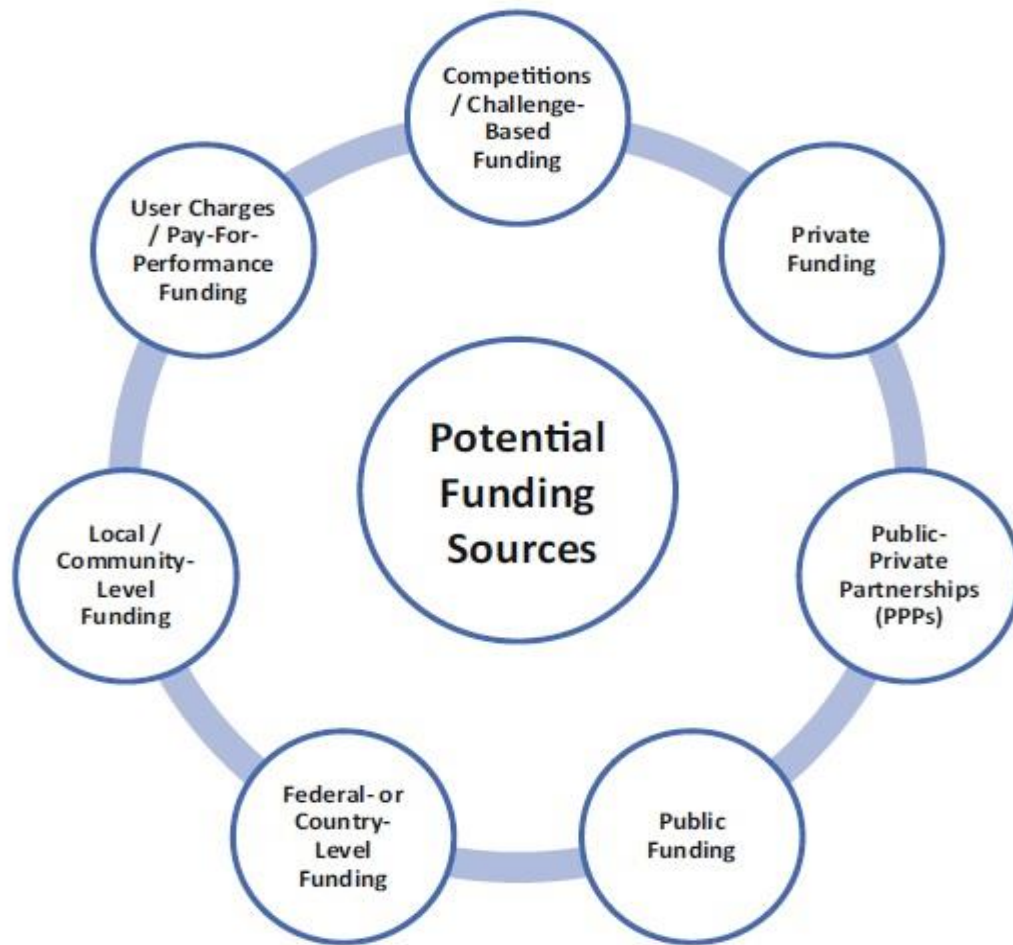 Competitions
/ Challenge-
Based
Funding
Private
Funding
Public-
Private
Partnerships
(PPPs)
Public
Funding
Federal- or
Country-
Level
Funding
Local /
Community-
Level
Funding
User Charges
/ Pay-For-
Performance
Funding
Potential
Funding
Sources